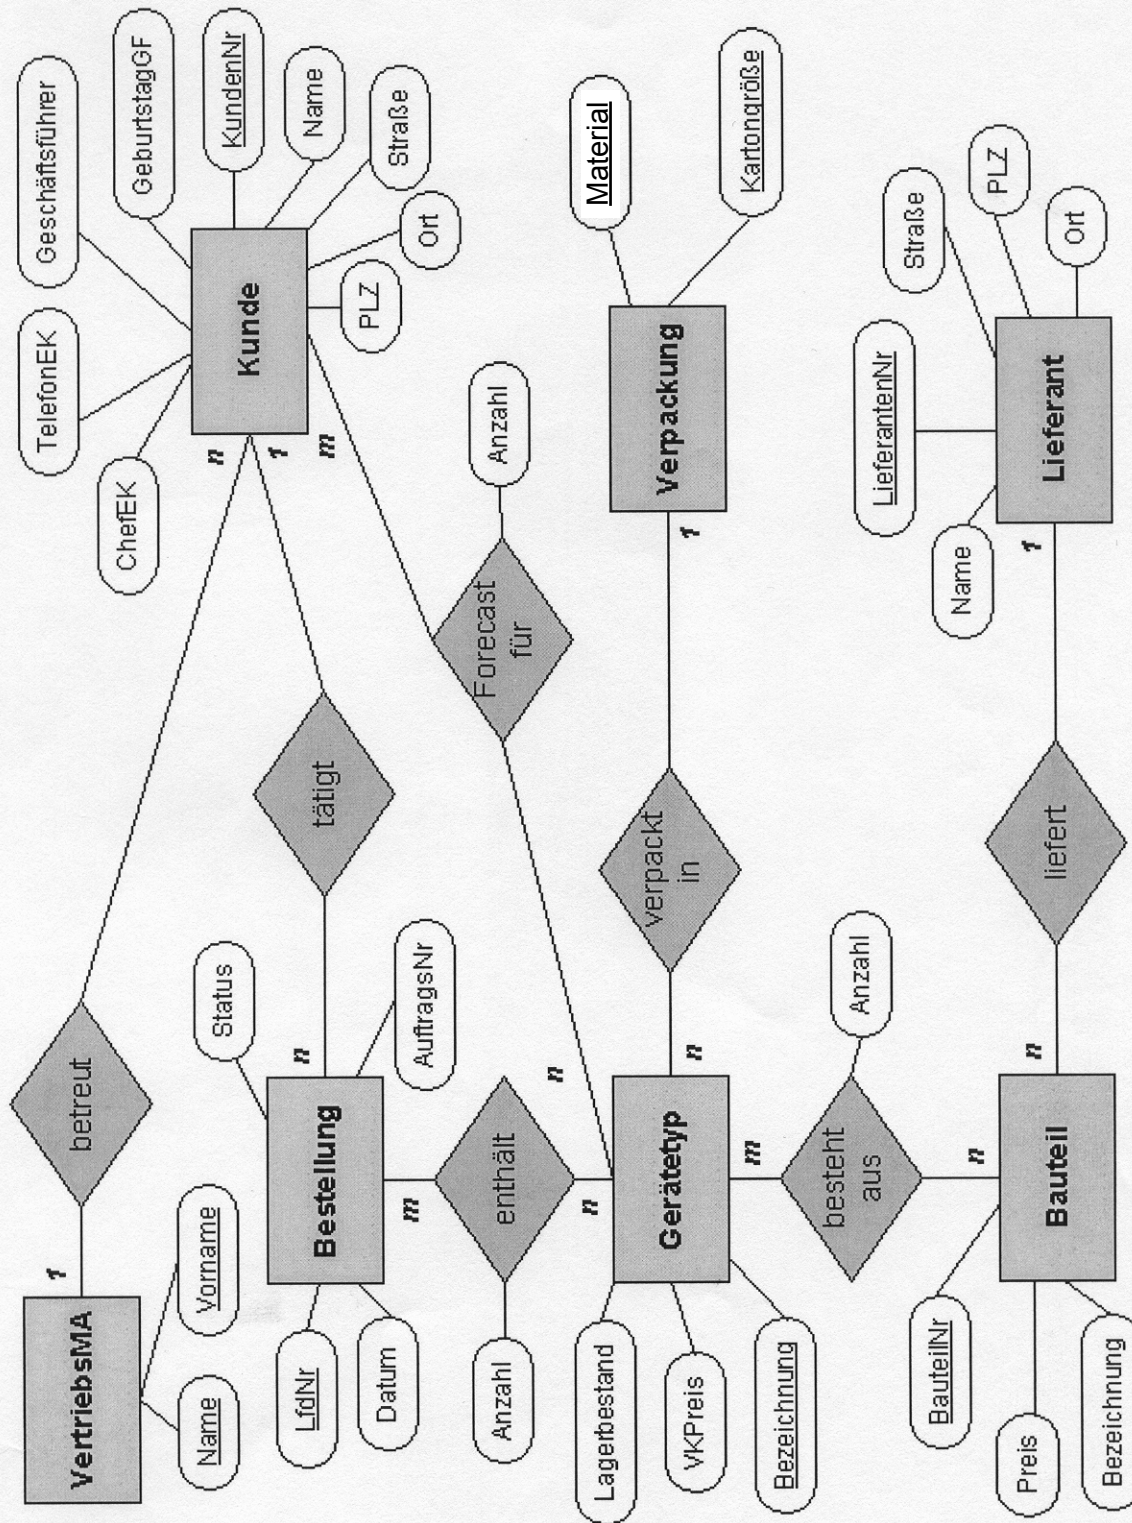 VertriebsMA
Name
Vorname
1
betreut
n
Kunde
TelefonEK
ChefEK
Geschäftsführer
GeburtstagGF
KundenNr
Name
Straße
Ort
PLZ
1
m
tätigt
n
Bestellung
Status
AuftragsNr
LfdNr
Datum
m
enthält
Anzahl
n
n
Forecast
für
Anzahl
Gerätetyp
Lagerbestand
VKPreis
Bezeichnung
n
verpackt
in
1
Verpackung
Material
Kartongröße
m
besteht
aus
Anzahl
n
Bauteil
BauteilNr
Preis
Bezeichnung
n
liefert
1
Lieferant
Name
LieferantenNr
Straße
PLZ
Ort